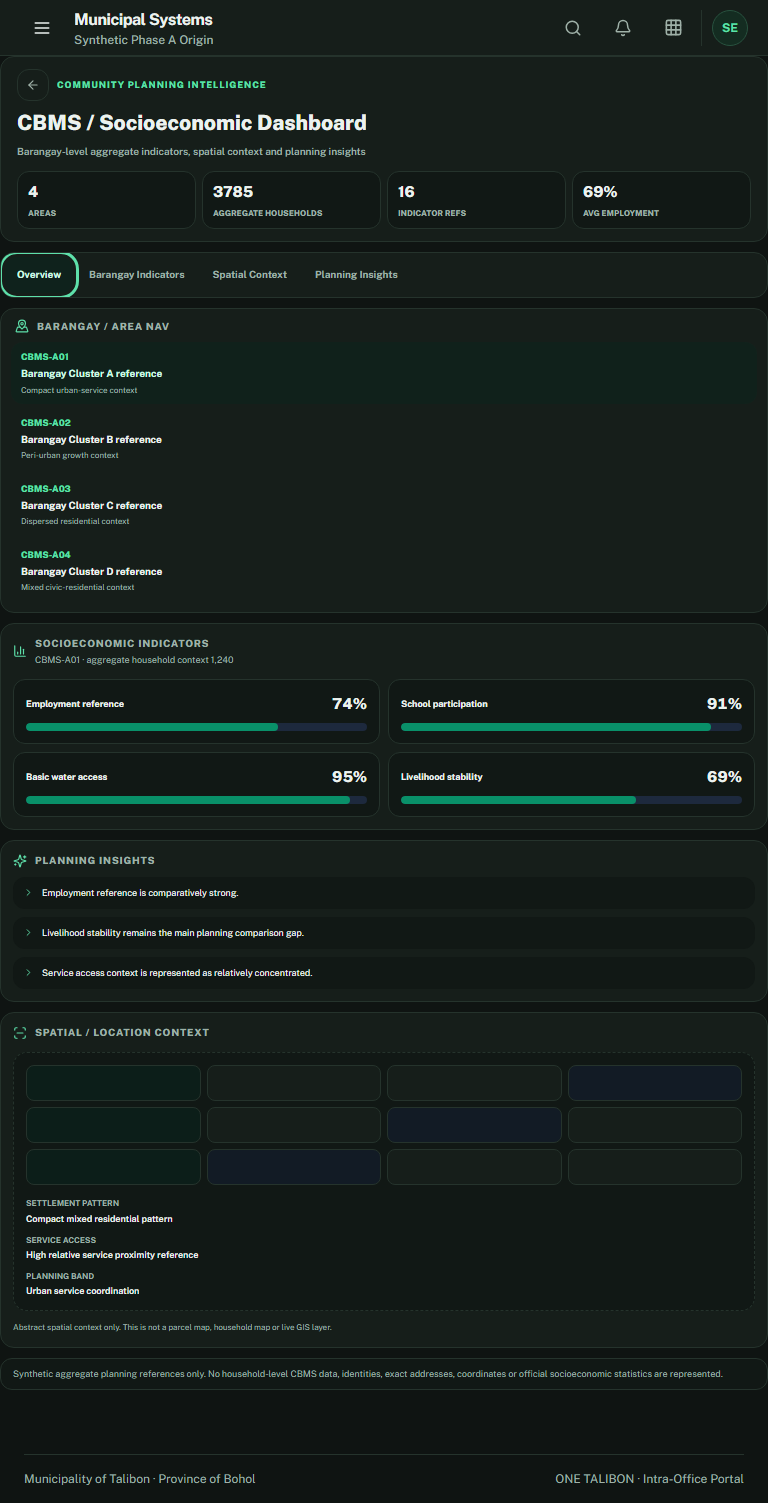 Municipal Systems
Synthetic Phase A Origin
SE
COMMUNITY PLANNING INTELLIGENCE
CBMS / Socioeconomic Dashboard
Barangay-level aggregate indicators, spatial context and planning insights
4
AREAS
3785
AGGREGATE HOUSEHOLDS
16
INDICATOR REFS
69%
AVG EMPLOYMENT
Overview
Barangay Indicators
Spatial Context
Planning Insights
BARANGAY / AREA NAV
CBMS-A01
Barangay Cluster A reference
Compact urban-service context
CBMS-A02
Barangay Cluster B reference
Peri-urban growth context
CBMS-A03
Barangay Cluster C reference
Dispersed residential context
CBMS-A04
Barangay Cluster D reference
Mixed civic-residential context
SOCIOECONOMIC INDICATORS
CBMS-A01 · aggregate household context 1,240
Employment reference 74%
School participation 91%
Basic water access 95%
Livelihood stability 69%
PLANNING INSIGHTS
Employment reference is comparatively strong.
Livelihood stability remains the main planning comparison gap.
Service access context is represented as relatively concentrated.
SPATIAL / LOCATION CONTEXT
SETTLEMENT PATTERN
Compact mixed residential pattern
SERVICE ACCESS
High relative service proximity reference
PLANNING BAND
Urban service coordination
Abstract spatial context only. This is not a parcel map, household map or live GIS layer.
Synthetic aggregate planning references only. No household-level CBMS data, identities, exact addresses, coordinates or official socioeconomic statistics are represented.
Municipality of Talibon · Province of Bohol
ONE TALIBON · Intra-Office Portal